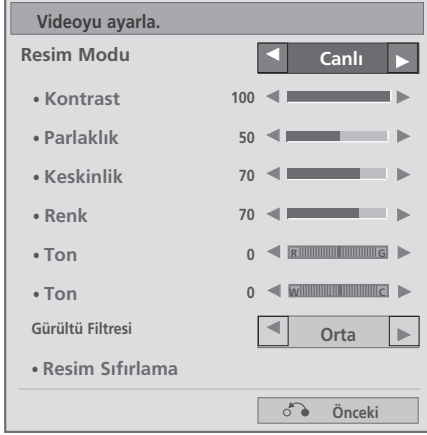 Videoyu ayarla.
Resim Modu Canlı
• Kontrast 100
• Parlaklık 50
• Keskinlik 70
• Renk 70
• Ton 0 R G
• Ton 0 W C
Gürültü Filtresi Orta
• Resim Sıfırlama
Önceki